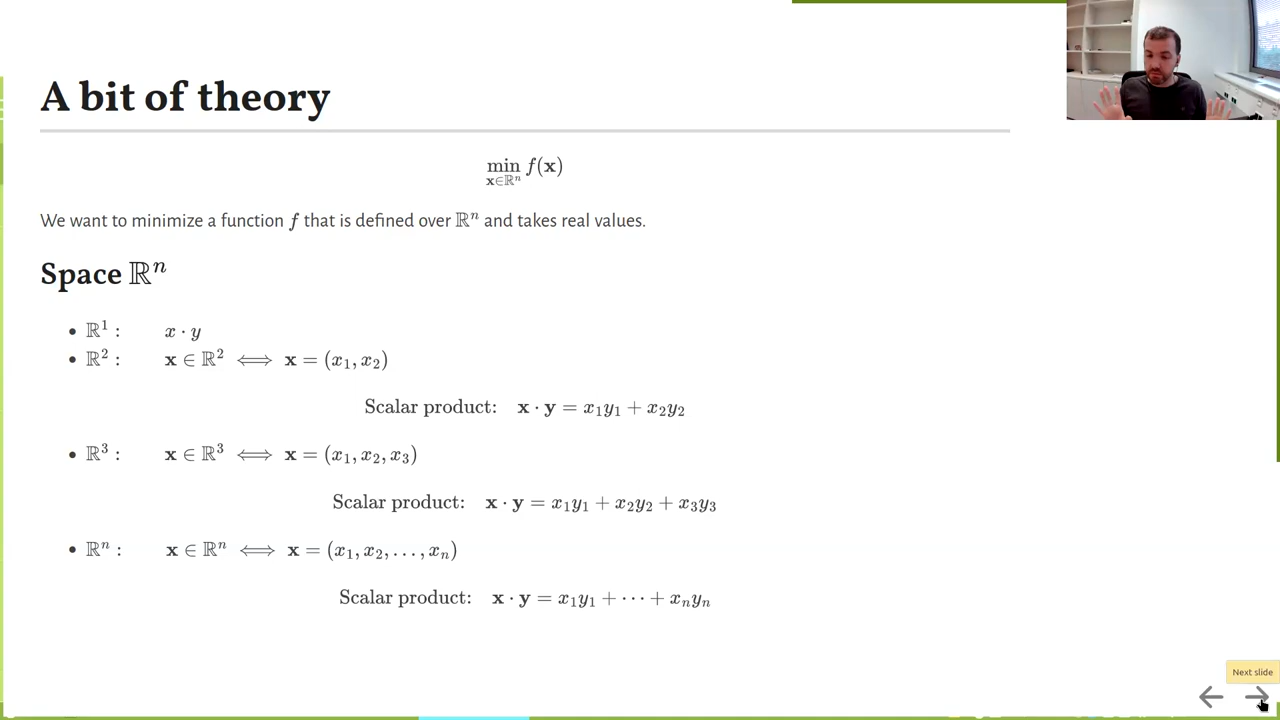 A bit of theory
min f(x)
x∈ℝⁿ
We want to minimize a function f that is defined over ℝⁿ and takes real values.
Space ℝⁿ
• ℝ¹ : x · y
• ℝ² : x ∈ ℝ² ⟺ x = (x₁, x₂)
Scalar product: x · y = x₁y₁ + x₂y₂
• ℝ³ : x ∈ ℝ³ ⟺ x = (x₁, x₂, x₃)
Scalar product: x · y = x₁y₁ + x₂y₂ + x₃y₃
• ℝⁿ : x ∈ ℝⁿ ⟺ x = (x₁, x₂, . . . , xₙ)
Scalar product: x · y = x₁y₁ + · · · + xₙyₙ
Next slide